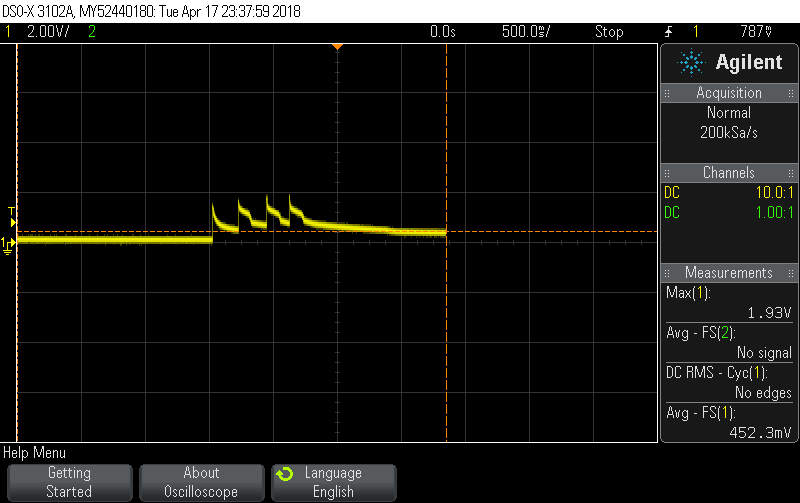 DSO-X 3102A, MY52440180: Tue Apr 17 23:37:59 2018
1 2.00V/ 2 0.0s 500.0ms/ Stop 1 787mV
Agilent
Acquisition
Normal
200kSa/s
Channels
DC 10.0:1
DC 1.00:1
T
1
Measurements
Max(1):
1.93V
Avg - FS(2):
No signal
DC RMS - Cyc(1):
No edges
Avg - FS(1):
452.3mV
Help Menu
Getting
Started
About
Oscilloscope
Language
English